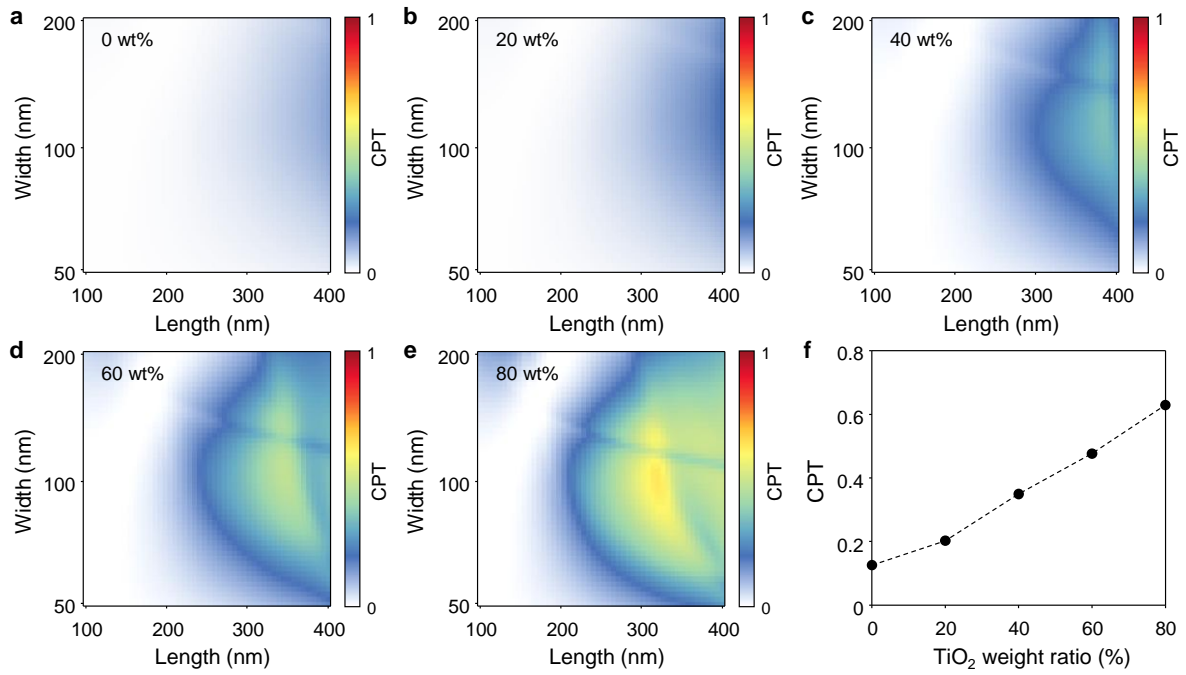 a
0 wt%
200
100
50
Width (nm)
100
200
300
400
Length (nm)
1
CPT
0
b
20 wt%
200
100
50
Width (nm)
100
200
300
400
Length (nm)
1
CPT
0
c
40 wt%
200
100
50
Width (nm)
100
200
300
400
Length (nm)
1
CPT
0
d
60 wt%
200
100
50
Width (nm)
100
200
300
400
Length (nm)
1
CPT
0
e
80 wt%
200
100
50
Width (nm)
100
200
300
400
Length (nm)
1
CPT
0
f
0.8
0.6
0.4
0.2
0
CPT
0
20
40
60
80
TiO₂ weight ratio (%)